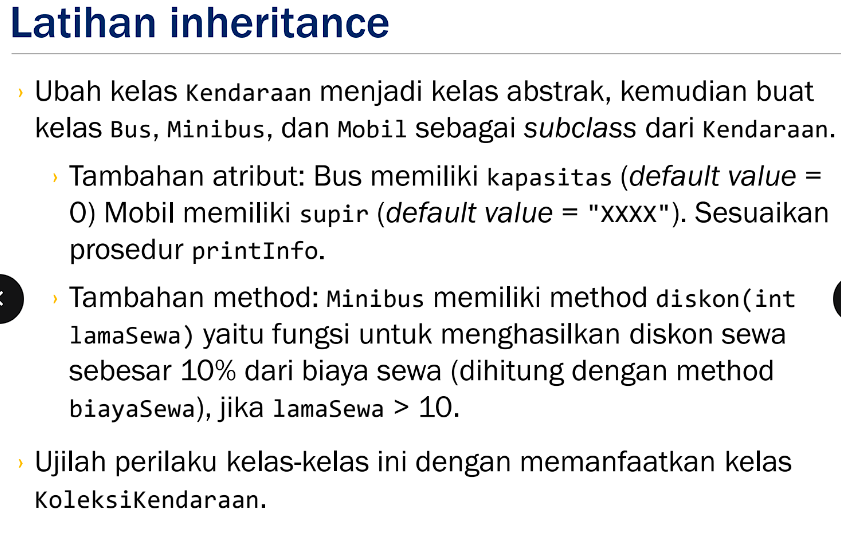 Latihan inheritance
› Ubah kelas Kendaraan menjadi kelas abstrak, kemudian buat
kelas Bus, Minibus, dan Mobil sebagai subclass dari Kendaraan.
› Tambahan atribut: Bus memiliki kapasitas (default value =
0) Mobil memiliki supir (default value = "XXXX"). Sesuaikan
prosedur printInfo.
› Tambahan method: Minibus memiliki method diskon(int
lamaSewa) yaitu fungsi untuk menghasilkan diskon sewa
sebesar 10% dari biaya sewa (dihitung dengan method
biayaSewa), jika lamaSewa > 10.
› Ujilah perilaku kelas-kelas ini dengan memanfaatkan kelas
KoleksiKendaraan.